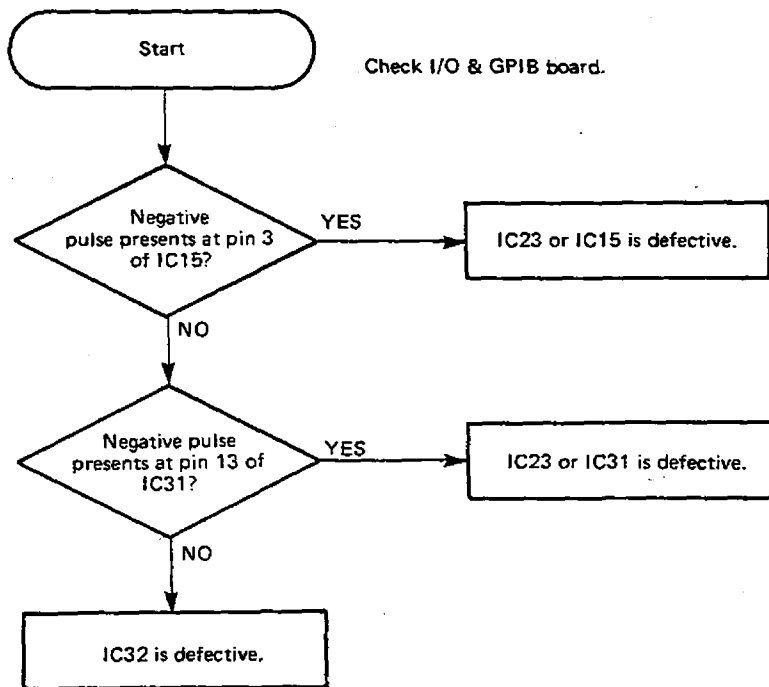 Start
Check I/O & GPIB board.
Negative
pulse presents at pin 3
of IC15?
YES
IC23 or IC15 is defective.
NO
Negative pulse
presents at pin 13 of
IC31?
YES
IC23 or IC31 is defective.
NO
IC32 is defective.